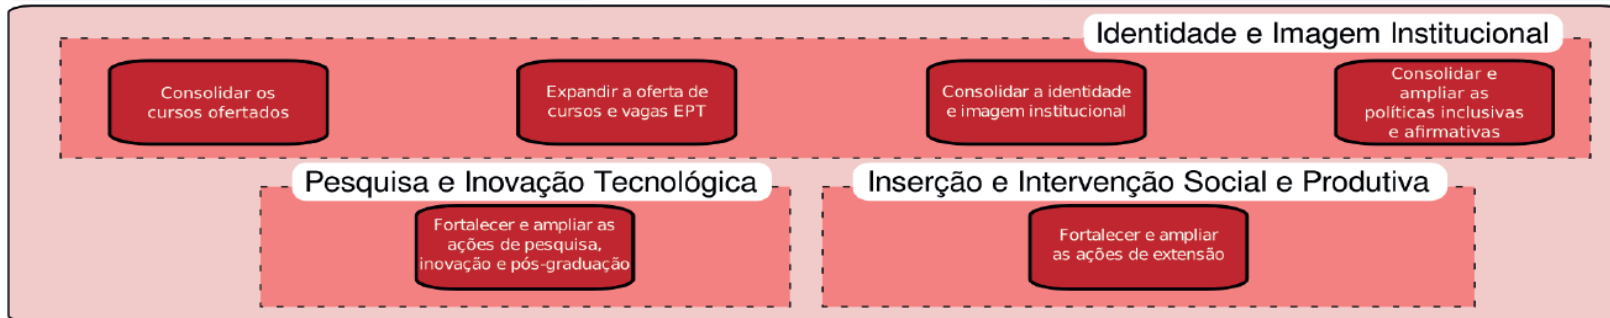 Identidade e Imagem Institucional
Consolidar os
cursos ofertados
Expandir a oferta de
cursos e vagas EPT
Consolidar a identidade
e imagem institucional
Consolidar e
ampliar as
políticas inclusivas
e afirmativas
Pesquisa e Inovação Tecnológica
Fortalecer e ampliar as
ações de pesquisa,
inovação e pós-graduação
Inserção e Intervenção Social e Produtiva
Fortalecer e ampliar
as ações de extensão